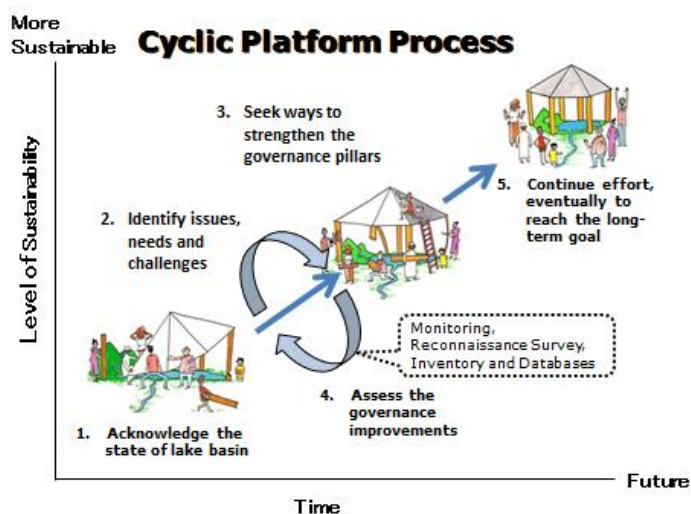 More
Sustainable
Cyclic Platform Process
3. Seek ways to
strengthen the
governance pillars
5. Continue effort,
eventually to
reach the long-
term goal
2. Identify issues,
needs and
challenges
Level of Sustainability
Monitoring,
Reconnaissance Survey,
Inventory and Databases
4. Assess the
governance
improvements
1. Acknowledge the
state of lake basin
Future
Time